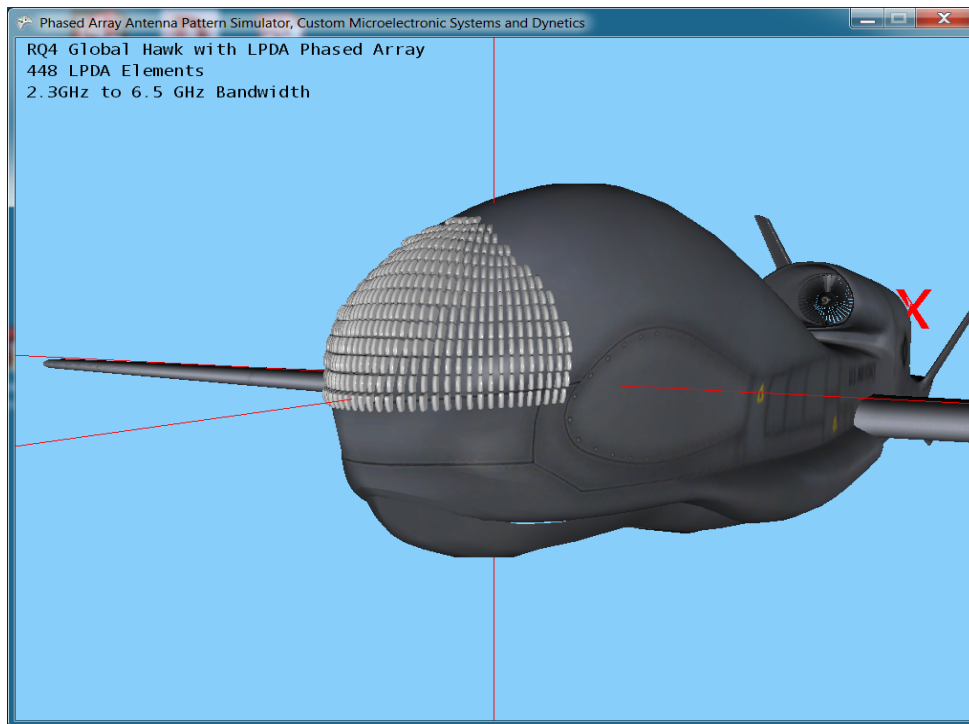 Phased Array Antenna Pattern Simulator, Custom Microelectronic Systems and Dynetics
RQ4 Global Hawk with LPDA Phased Array
448 LPDA Elements
2.3GHz to 6.5 GHz Bandwidth
X